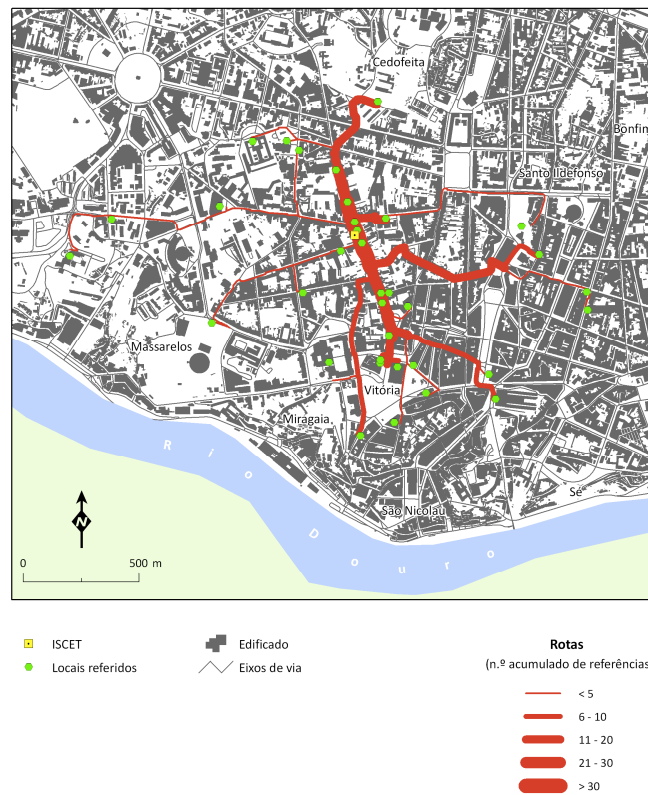 Cedofeita
Bonfim
Santo Ildefonso
Massarelos
Vitória
Miragaia
Rio
Douro
Sé
São Nicolau
N
0 500 m
ISCET
Locais referidos
Edificado
Eixos de via
Rotas
(n.º acumulado de referências
< 5
6 - 10
11 - 20
21 - 30
> 30